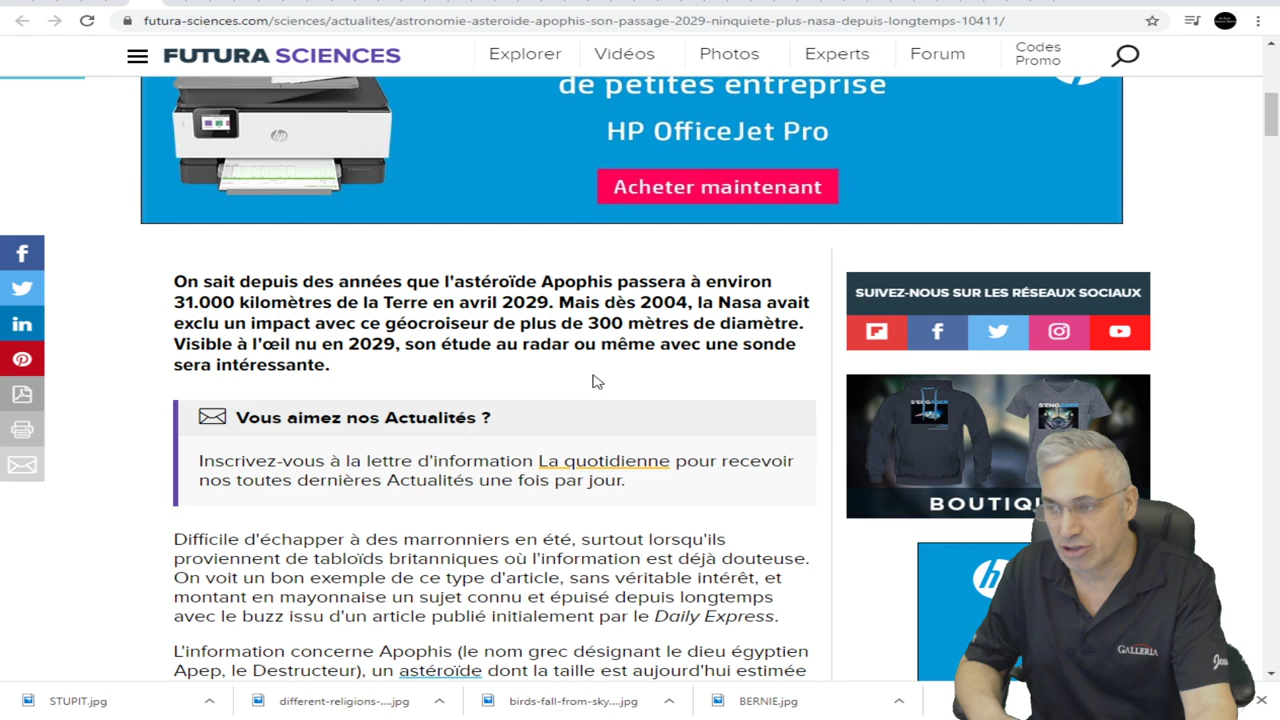 futura-sciences.com/sciences/actualites/astronomie-asteroide-apophis-son-passage-2029-ninquiete-plus-nasa-depuis-longtemps-10411/
FUTURA SCIENCES
Explorer
Vidéos
Photos
Experts
Forum
Codes
Promo
de petites entreprise
HP OfficeJet Pro
Acheter maintenant
hp
On sait depuis des années que l'astéroïde Apophis passera à environ
31.000 kilomètres de la Terre en avril 2029. Mais dès 2004, la Nasa avait
exclu un impact avec ce géocroiseur de plus de 300 mètres de diamètre.
Visible à l'œil nu en 2029, son étude au radar ou même avec une sonde
sera intéressante.
Vous aimez nos Actualités ?
Inscrivez-vous à la lettre d'information La quotidienne pour recevoir
nos toutes dernières Actualités une fois par jour.
Difficile d'échapper à des marronniers en été, surtout lorsqu'ils
proviennent de tabloïds britanniques où l'information est déjà douteuse.
On voit un bon exemple de ce type d'article, sans véritable intérêt, et
montant en mayonnaise un sujet connu et épuisé depuis longtemps
avec le buzz issu d'un article publié initialement par le Daily Express.
L'information concerne Apophis (le nom grec désignant le dieu égyptien
Apep, le Destructeur), un astéroïde dont la taille est aujourd'hui estimée
SUIVEZ-NOUS SUR LES RÉSEAUX SOCIAUX
BOUTIQU
h
GALLERIA
STUPIT.jpg
different-religions-....jpg
birds-fall-from-sky....jpg
BERNIE.jpg